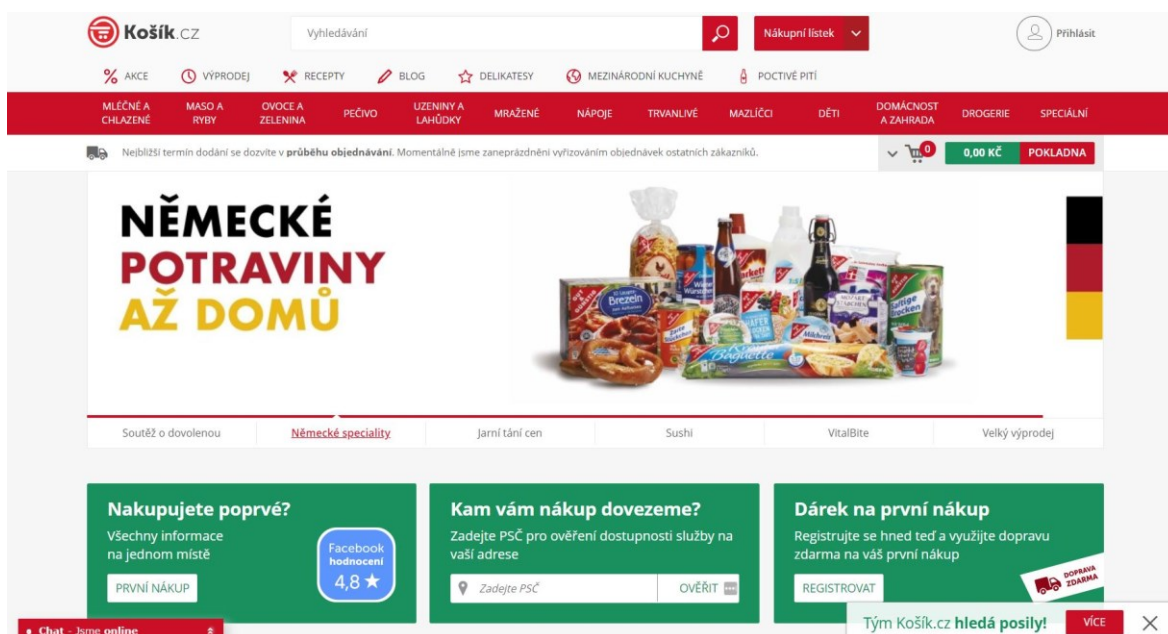 Košík.cz
Vyhledávání
Nákupní lístek
Přihlásit
% AKCE
VÝPRODEJ
RECEPTY
BLOG
DELIKATESY
MEZINÁRODNÍ KUCHYNĚ
POCTIVÉ PITÍ
MLÉČNÉ A
CHLAZENÉ
MASO A
RYBY
OVOCE A
ZELENINA
PEČIVO
UZENINY A
LAHŮDKY
MRAŽENÉ
NÁPOJE
TRVANLIVÉ
MAZLÍČCI
DĚTI
DOMÁCNOST
A ZAHRADA
DROGERIE
SPECIÁLNÍ
Nejbližší termín dodání se dozvíte v průběhu objednávání. Momentálně jsme zaneprázdněni vyřizováním objednávek ostatních zákazníků.
0
0,00 KČ
POKLADNA
NĚMECKÉ
POTRAVINY
AŽ DOMŮ
Brezeln
Wiener
Würstchen
Milchreis
Baguette
Soutěž o dovolenou
Německé speciality
Jarní tání cen
Sushi
VitalBite
Velký výprodej
Nakupujete poprvé?
Všechny informace
na jednom místě
PRVNÍ NÁKUP
Facebook
hodnocení
4,8 ★
Kam vám nákup dovezeme?
Zadejte PSČ pro ověření dostupnosti služby na
vaší adrese
Zadejte PSČ
OVĚŘIT
Dárek na první nákup
Registrujte se hned teď a využijte dopravu
zdarma na váš první nákup
REGISTROVAT
DOPRAVA
ZDARMA
Chat - Jsme online
Tým Košík.cz hledá posily!
VÍCE